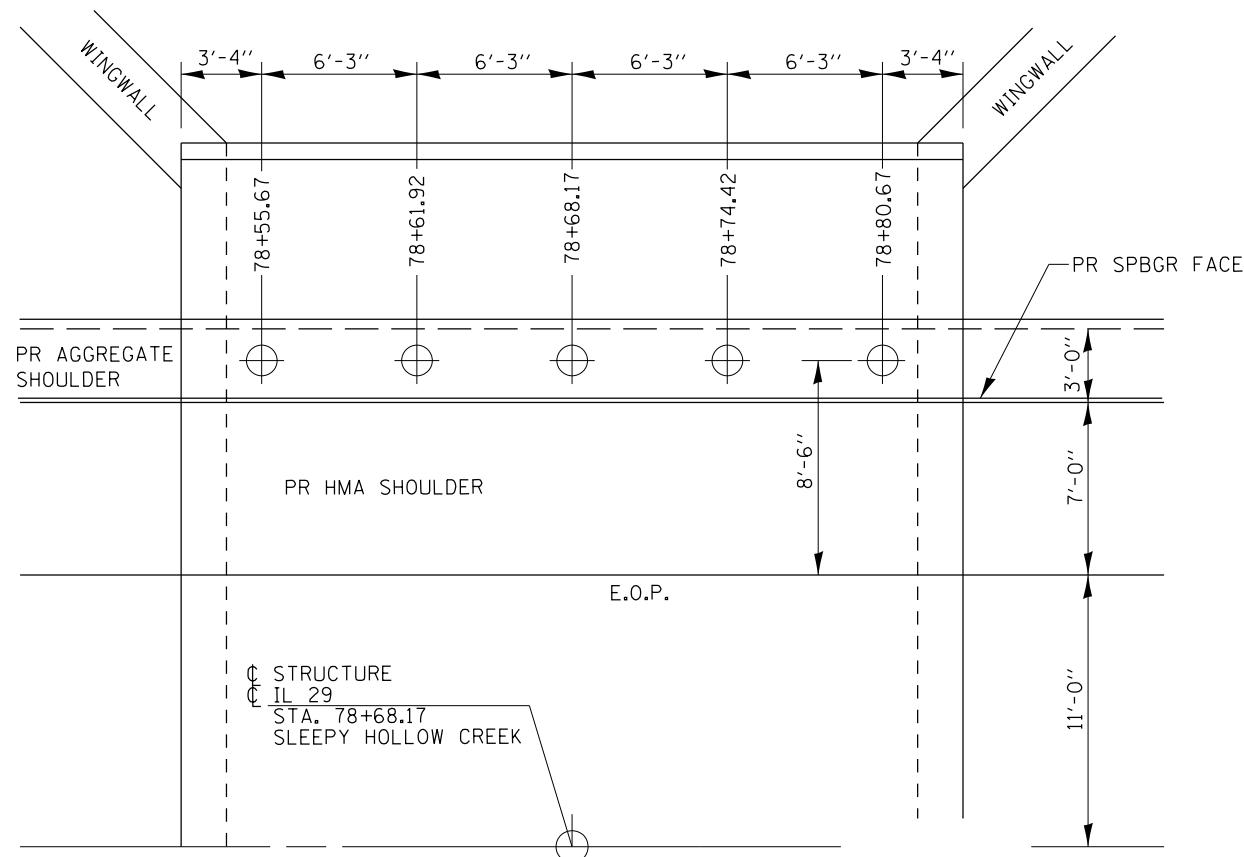 3'-4"
6'-3"
6'-3"
6'-3"
6'-3"
3'-4"
WINGWALL
WINGWALL
78+55.67
78+61.92
78+68.17
78+74.42
78+80.67
PR SPBGR FACE
PR AGGREGATE
SHOULDER
3'-0"
8'-6"
7'-0"
PR HMA SHOULDER
E.O.P.
℄ STRUCTURE
℄ IL 29
STA. 78+68.17
SLEEPY HOLLOW CREEK
11'-0"